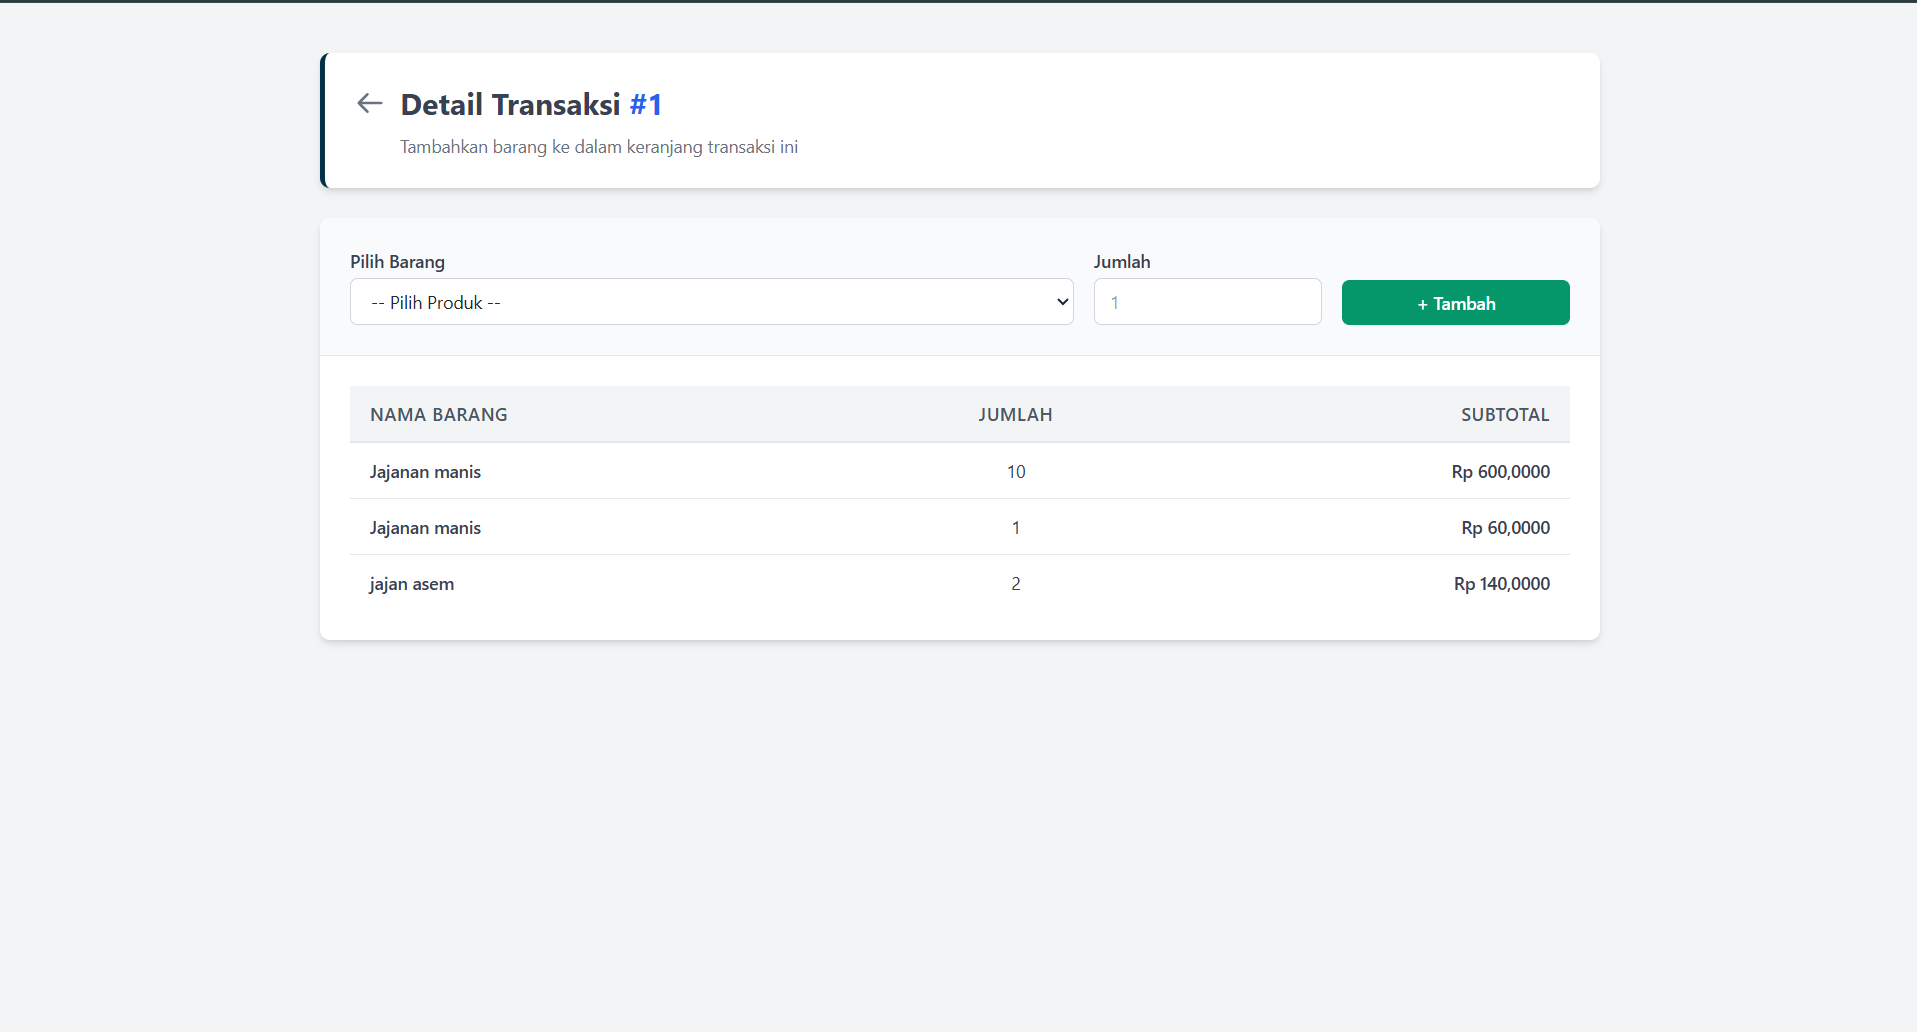 Detail Transaksi #1
Tambahkan barang ke dalam keranjang transaksi ini
Pilih Barang
Jumlah
-- Pilih Produk --
1
+ Tambah
NAMA BARANG JUMLAH SUBTOTAL
Jajanan manis 10 Rp 600,0000
Jajanan manis 1 Rp 60,0000
jajan asem 2 Rp 140,0000